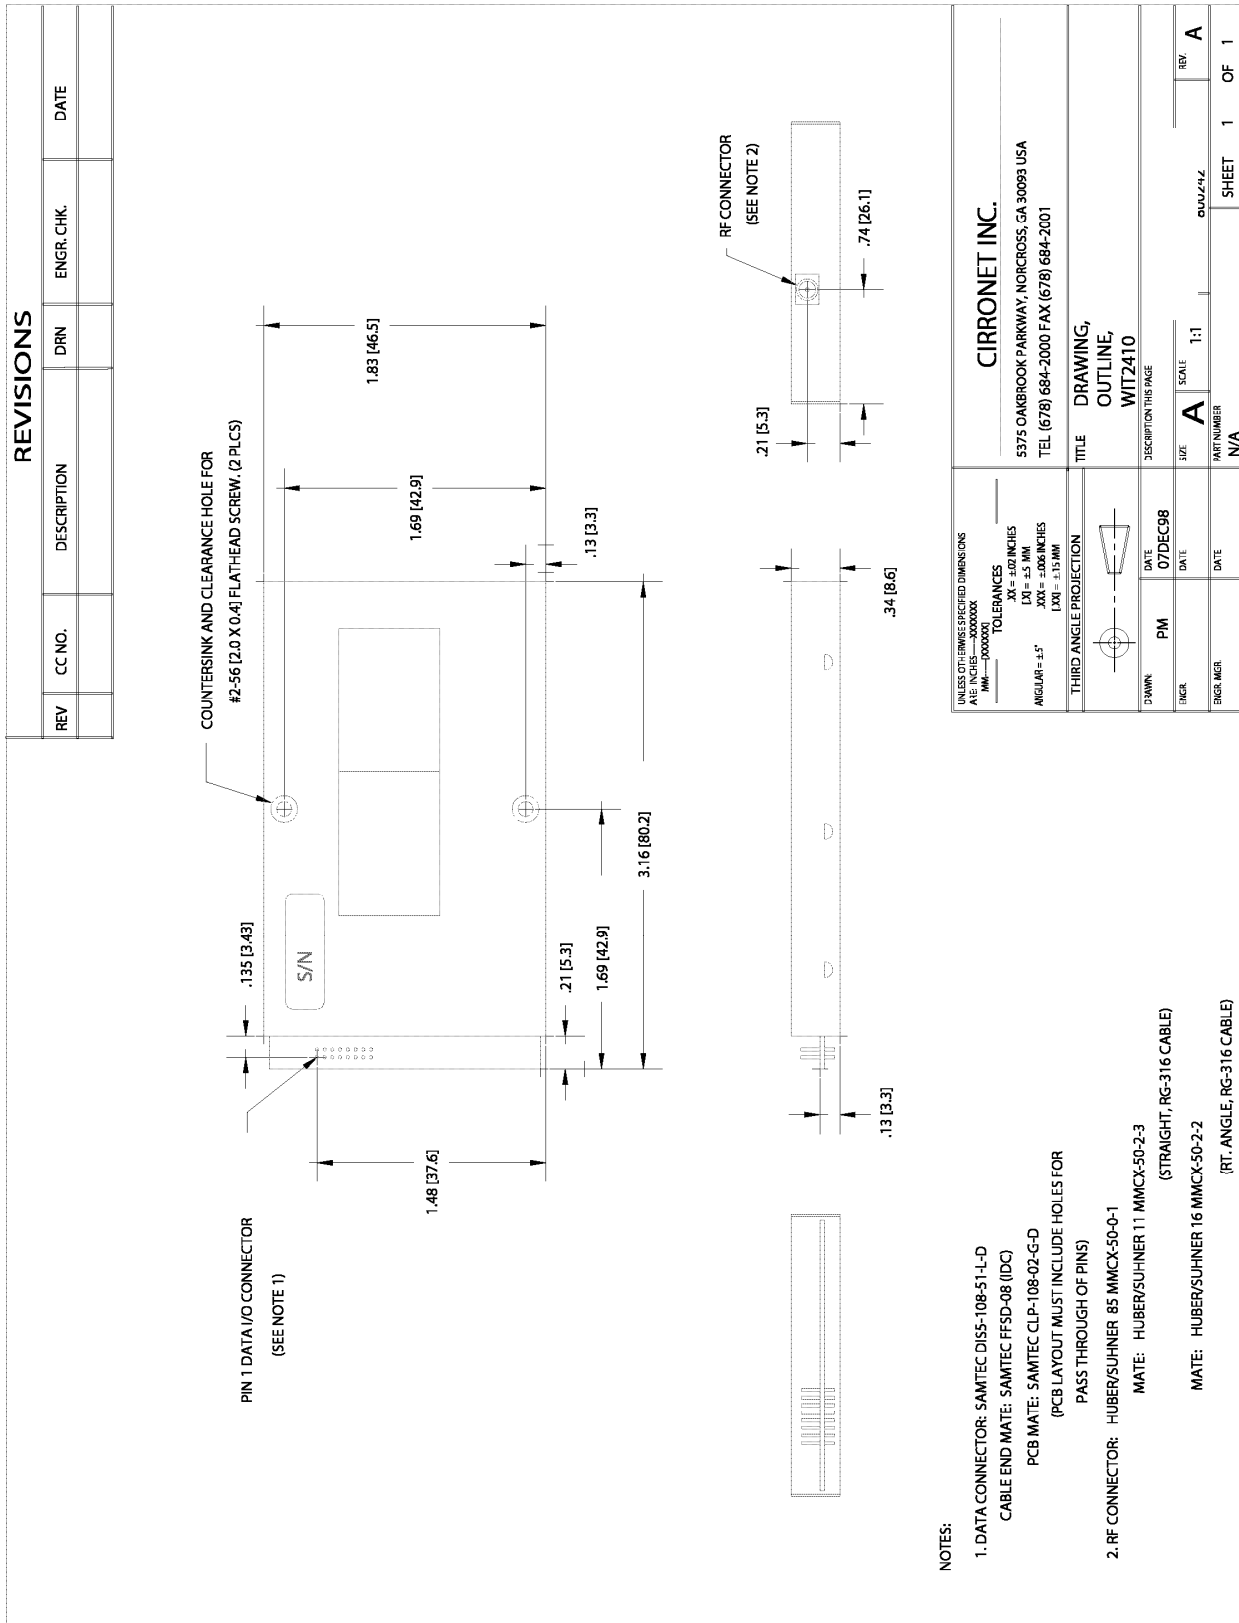 REVISIONS
REV CC NO. DESCRIPTION DRN ENGR. CHK. DATE
COUNTERSINK AND CLEARANCE HOLE FOR
#2-56 [2.0 X 0.4] FLATHEAD SCREW. (2 PLCS)
PIN 1 DATA I/O CONNECTOR
(SEE NOTE 1)
.135 [3.43]
S/N
1.83 [46.5]
1.69 [42.9]
.13 [3.3]
1.48 [37.6]
.21 [5.3]
1.69 [42.9]
3.16 [80.2]
RF CONNECTOR
(SEE NOTE 2)
.21 [5.3]
.74 [26.1]
.34 [8.6]
.13 [3.3]
NOTES:
1. DATA CONNECTOR: SAMTEC DIS5-108-51-L-D
CABLE END MATE: SAMTEC FFSD-08 (IDC)
PCB MATE: SAMTEC CLP-108-02-G-D
(PCB LAYOUT MUST INCLUDE HOLES FOR
PASS THROUGH OF PINS)
2. RF CONNECTOR: HUBER/SUHNER 85 MMCX-50-0-1
MATE: HUBER/SUHNER 11 MMCX-50-2-3
(STRAIGHT, RG-316 CABLE)
MATE: HUBER/SUHNER 16 MMCX-50-2-2
(RT. ANGLE, RG-316 CABLE)
UNLESS OTHERWISE SPECIFIED DIMENSIONS
ARE: INCHES
MM
TOLERANCES
.XX = ±.02 INCHES
[.X] = ±.5 MM
.XXX = ±.006 INCHES
[.XX] = ±.15 MM
ANGULAR = ±.5°
THIRD ANGLE PROJECTION
DRAWN: PM DATE 07DEC98
ENGR. DATE
ENGR. MGR. DATE
CIRRONET INC.
5375 OAKBROOK PARKWAY, NORCROSS, GA 30093 USA
TEL (678) 684-2000 FAX (678) 684-2001
TITLE DRAWING,
OUTLINE,
WIT2410
DESCRIPTION THIS PAGE
SIZE A SCALE 1:1 800242 REV. A
PART NUMBER N/A SHEET 1 OF 1